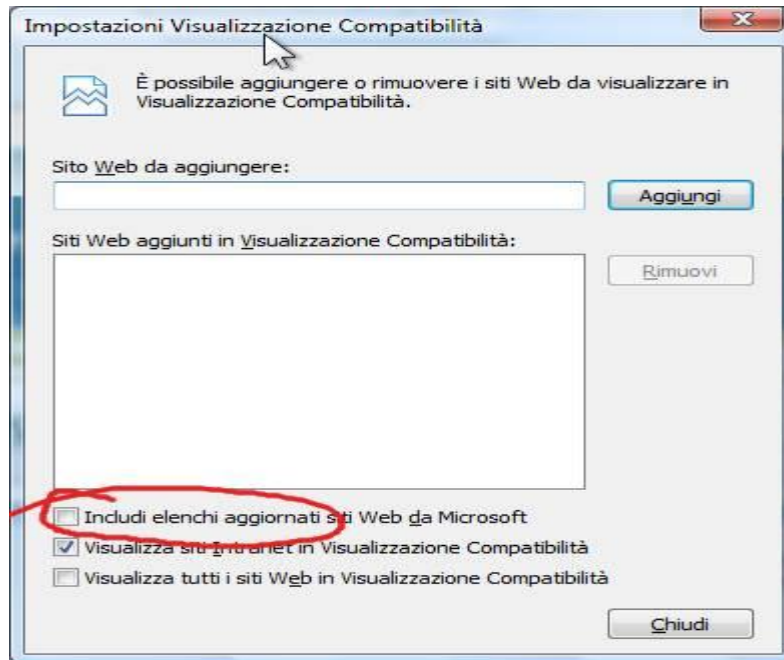 Impostazioni Visualizzazione Compatibilità
È possibile aggiungere o rimuovere i siti Web da visualizzare in
Visualizzazione Compatibilità.
Sito Web da aggiungere:
Aggiungi
Siti Web aggiunti in Visualizzazione Compatibilità:
Rimuovi
Includi elenchi aggiornati siti Web da Microsoft
Visualizza siti Intranet in Visualizzazione Compatibilità
Visualizza tutti i siti Web in Visualizzazione Compatibilità
Chiudi